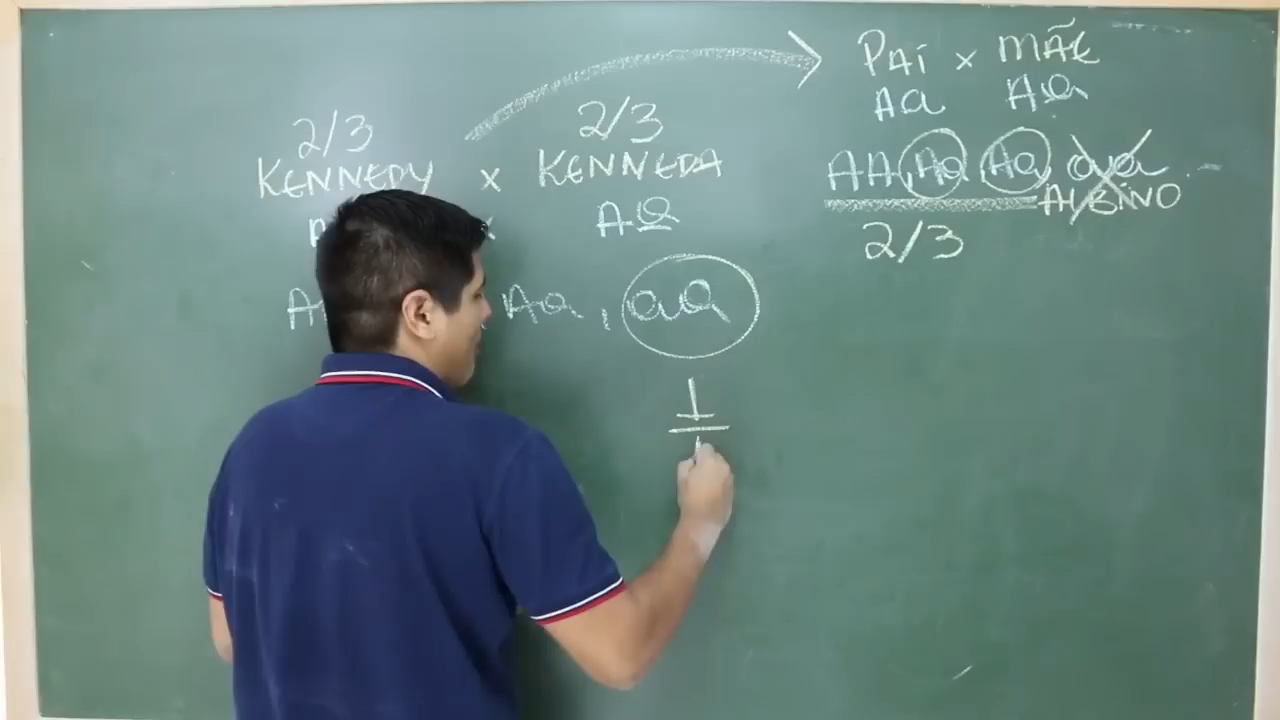 PAI x MÃE
Aa Aa
AA, Aa Aa aa
ALBINO
2/3
2/3 2/3
KENNEDY x KENNEDA
x Aa
Aa, aa
1